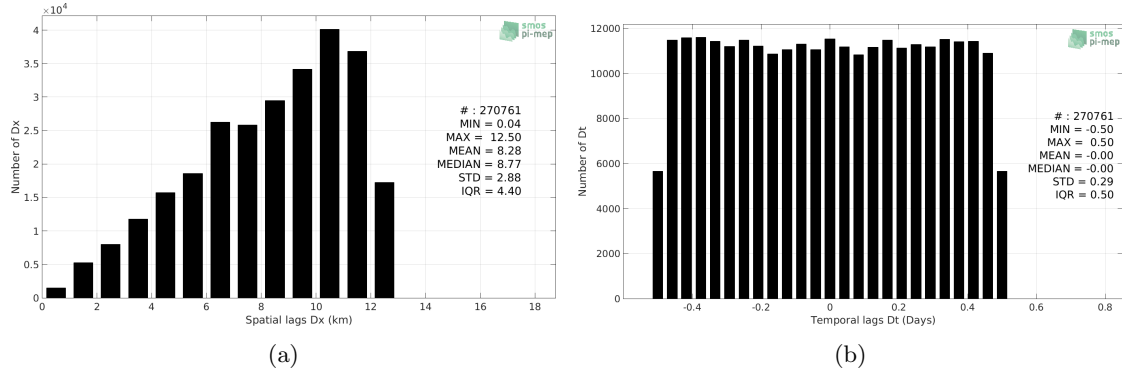 ×10⁴
4
3.5
3
2.5
2
1.5
1
0.5
0
Number of Dx
0 2 4 6 8 10 12 14 16 18
Spatial lags Dx (km)
smos
pi-mep
# : 270761
MIN = 0.04
MAX = 12.50
MEAN = 8.28
MEDIAN = 8.77
STD = 2.88
IQR = 4.40
(a)
12000
10000
8000
6000
4000
2000
0
Number of Dt
-0.4 -0.2 0 0.2 0.4 0.6 0.8
Temporal lags Dt (Days)
smos
pi-mep
# : 270761
MIN = -0.50
MAX = 0.50
MEAN = -0.00
MEDIAN = -0.00
STD = 0.29
IQR = 0.50
(b)